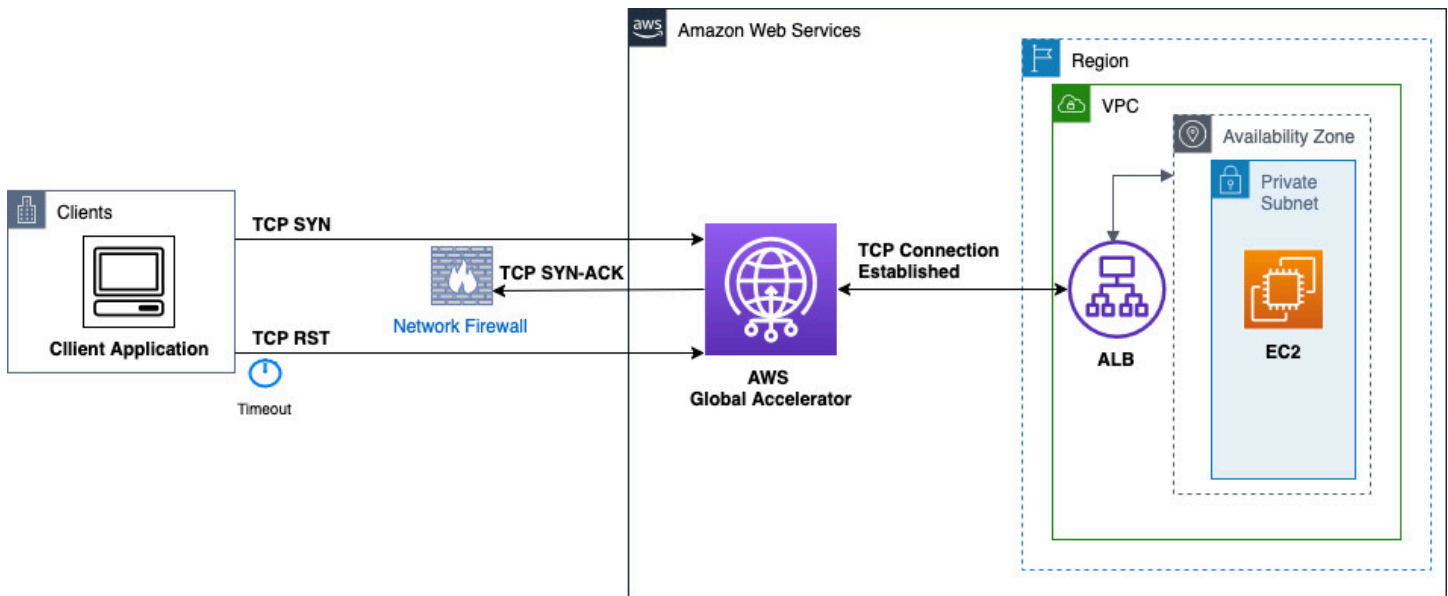 aws
Amazon Web Services
Region
VPC
Availability Zone
Private
Subnet
Clients
TCP SYN
TCP SYN-ACK
Network Firewall
TCP RST
Timeout
Cllient Application
TCP Connection
Established
AWS
Global Accelerator
ALB
EC2